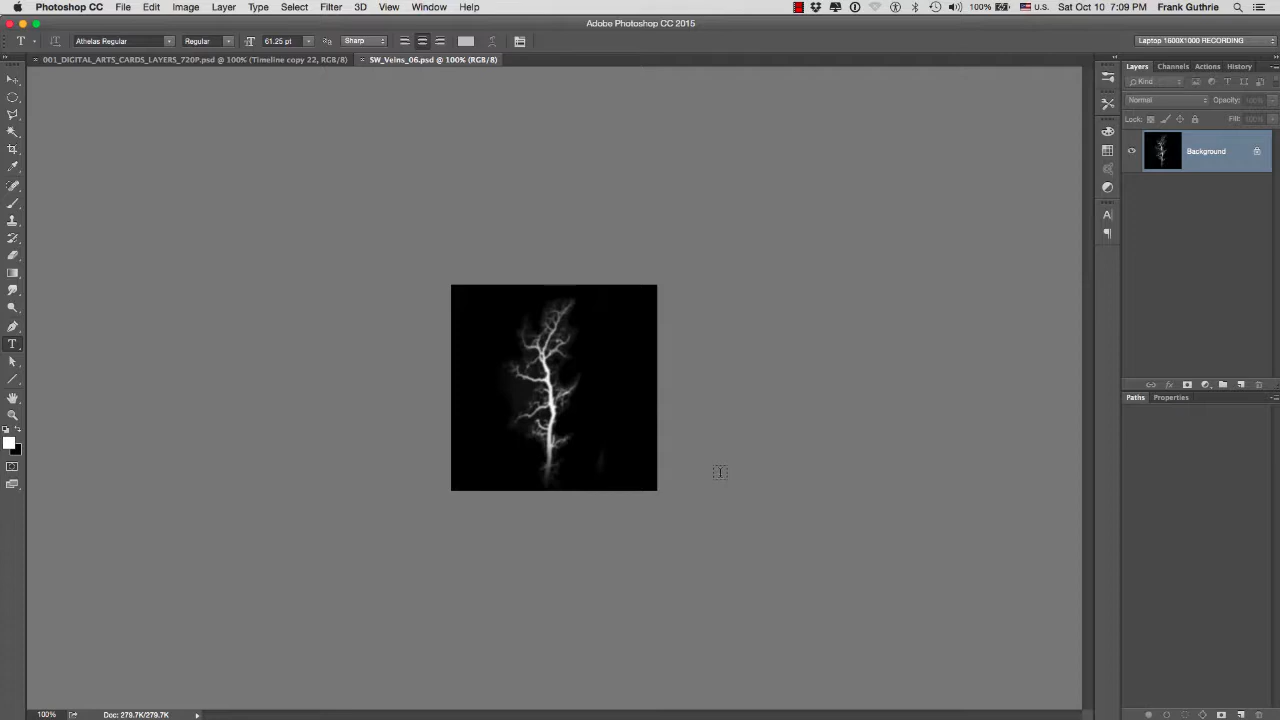 Photoshop CC File Edit Image Layer Type Select Filter 3D View Window Help 100% U.S. Sat Oct 10 7:09 PM Frank Guthrie
Adobe Photoshop CC 2015
T Athelas Regular Regular 61.25 pt Sharp Laptop 1600X1000 RECORDING
001_DIGITAL_ARTS_CARDS_LAYERS_720P.psd @ 100% (Timeline copy 22, RGB/8) SW_Veins_06.psd @ 100% (RGB/8)
Layers Channels Actions History
Kind
Normal Opacity: 100%
Lock: Fill: 100%
Background
Paths Properties
100% Doc: 279.7K/279.7K